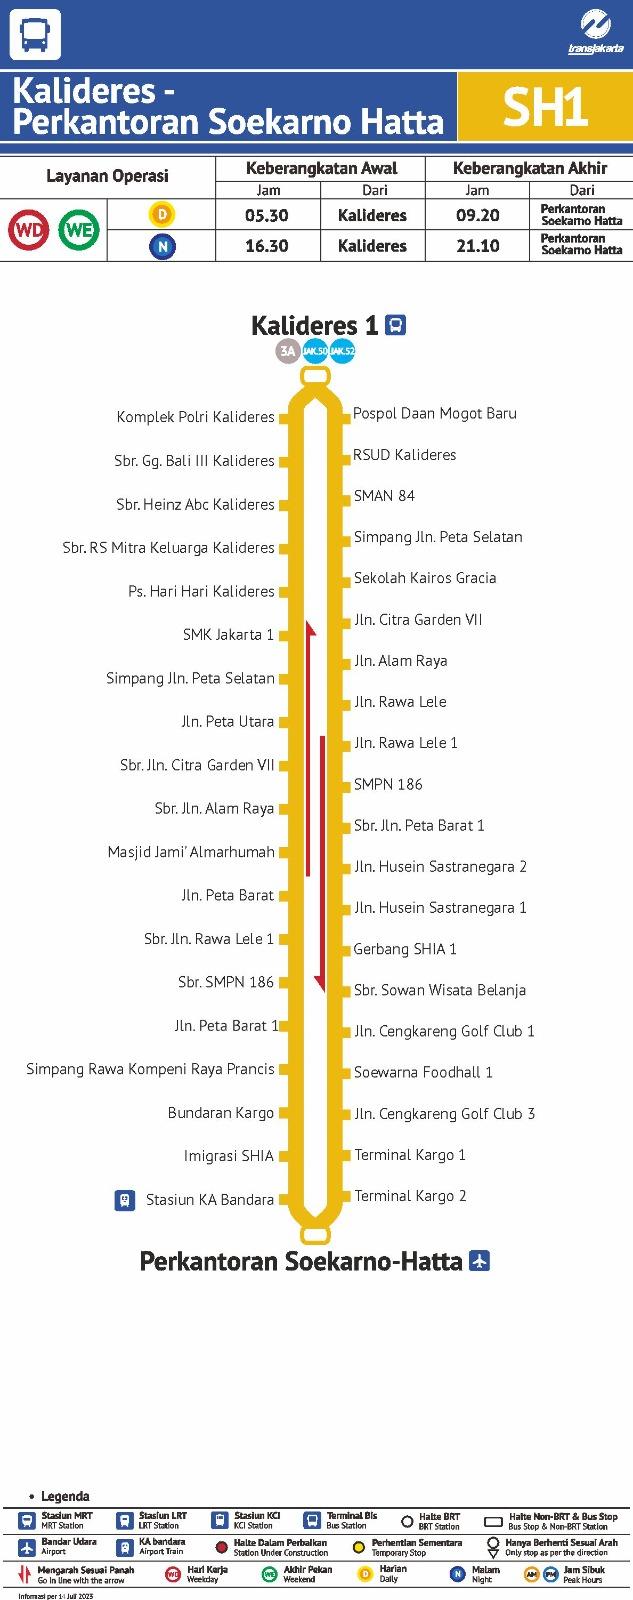 transjakarta
Kalideres -
Perkantoran Soekarno Hatta
SH1
Layanan Operasi
Keberangkatan Awal
Keberangkatan Akhir
Jam
Dari
Jam
Dari
WD
WE
D
05.30
Kalideres
09.20
Perkantoran
Soekarno Hatta
N
16.30
Kalideres
21.10
Perkantoran
Soekarno Hatta
Kalideres 1
3A JAK.50 JAK.52
Komplek Polri Kalideres
Sbr. Gg. Bali III Kalideres
Sbr. Heinz Abc Kalideres
Sbr. RS Mitra Keluarga Kalideres
Ps. Hari Hari Kalideres
SMK Jakarta 1
Simpang Jln. Peta Selatan
Jln. Peta Utara
Sbr. Jln. Citra Garden VII
Sbr. Jln. Alam Raya
Masjid Jami' Almarhumah
Jln. Peta Barat
Sbr. Jln. Rawa Lele 1
Sbr. SMPN 186
Jln. Peta Barat 1
Simpang Rawa Kompeni Raya Prancis
Bundaran Kargo
Imigrasi SHIA
Stasiun KA Bandara
Pospol Daan Mogot Baru
RSUD Kalideres
SMAN 84
Simpang Jln. Peta Selatan
Sekolah Kairos Gracia
Jln. Citra Garden VII
Jln. Alam Raya
Jln. Rawa Lele
Jln. Rawa Lele 1
SMPN 186
Sbr. Jln. Peta Barat 1
Jln. Husein Sastranegara 2
Jln. Husein Sastranegara 1
Gerbang SHIA 1
Sbr. Sowan Wisata Belanja
Jln. Cengkareng Golf Club 1
Soewarna Foodhall 1
Jln. Cengkareng Golf Club 3
Terminal Kargo 1
Terminal Kargo 2
Perkantoran Soekarno-Hatta
• Legenda
Stasiun MRT
MRT Station
Stasiun LRT
LRT Station
Stasiun KCI
KCI Station
Terminal Bis
Bus Station
Halte BRT
BRT Station
Halte Non-BRT & Bus Stop
Bus Stop & Non-BRT Station
Bandar Udara
Airport
KA bandara
Airport Train
Halte Dalam Perbaikan
Station Under Construction
Perhentian Sementara
Temporary Stop
Hanya Berhenti Sesuai Arah
Only stop as per the direction
Mengarah Sesuai Panah
Go in line with the arrow
WD
Hari Kerja
Weekday
WE
Akhir Pekan
Weekend
D
Harian
Daily
N
Malam
Night
AM PM
Jam Sibuk
Peak Hours
Informasi per 14 Juli 2023